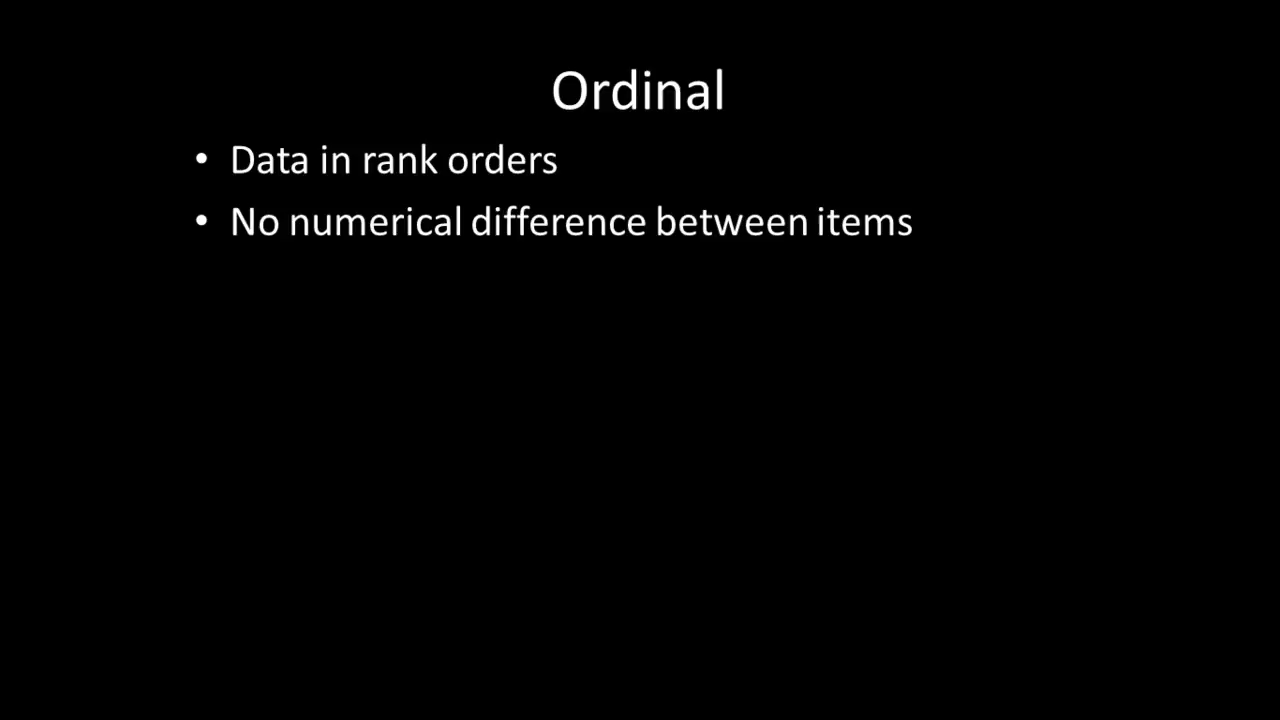 Ordinal
• Data in rank orders
• No numerical difference between items